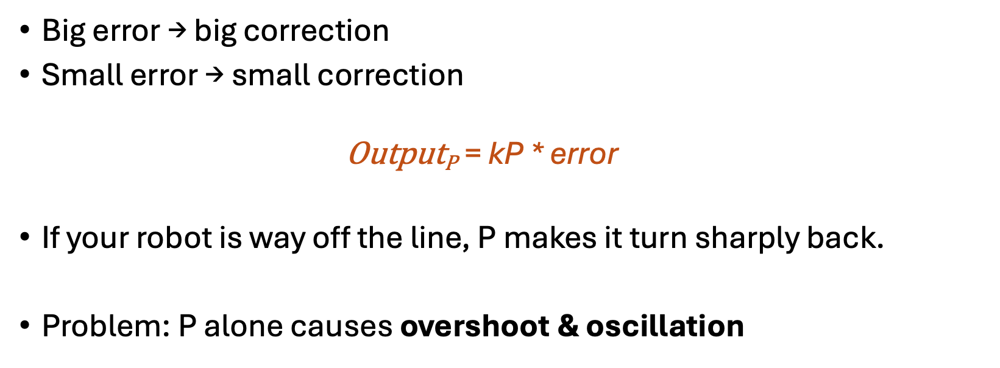 • Big error → big correction
• Small error → small correction
Output_P = kP * error
• If your robot is way off the line, P makes it turn sharply back.
• Problem: P alone causes overshoot & oscillation